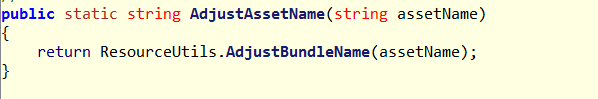 public static string AdjustAssetName(string assetName)
{
    return ResourceUtils.AdjustBundleName(assetName);
}